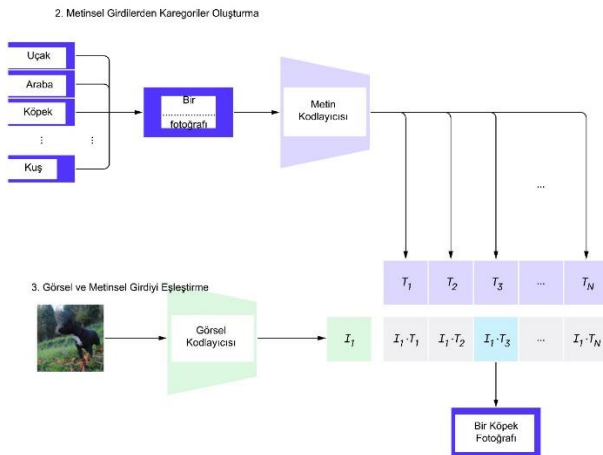 2. Metinsel Girdilerden Karegoriler Oluşturma
Uçak
Araba
Köpek
...
...
Kuş
Bir
fotoğrafı
Metin
Kodlayıcısı
...
T1
T2
T3
...
TN
3. Görsel ve Metinsel Girdiyi Eşleştirme
Görsel
Kodlayıcısı
I1
I1·T1
I1·T2
I1·T3
...
I1·TN
Bir Köpek
Fotoğrafı